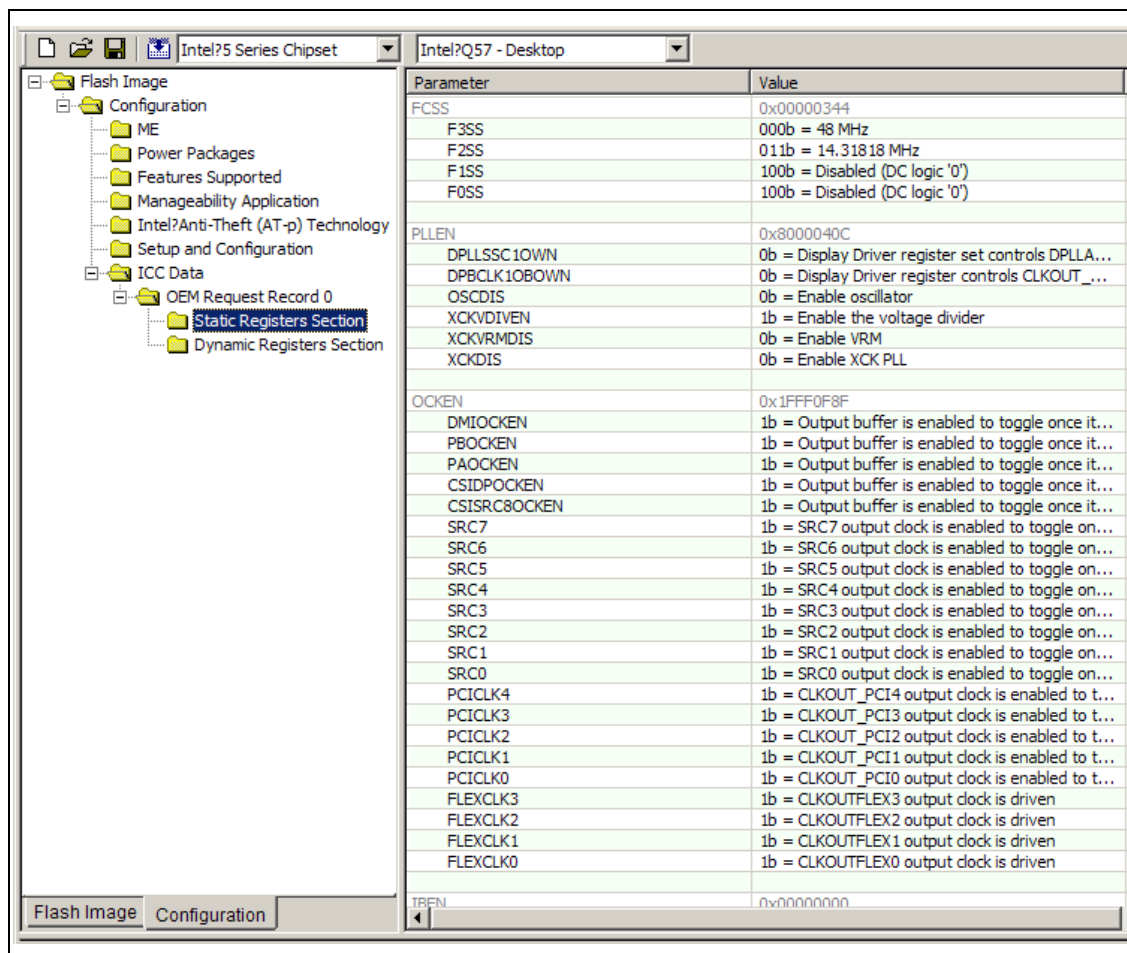 Intel?5 Series Chipset Intel?Q57 - Desktop
Flash Image
Configuration
ME
Power Packages
Features Supported
Manageability Application
Intel?Anti-Theft (AT-p) Technology
Setup and Configuration
ICC Data
OEM Request Record 0
Static Registers Section
Dynamic Registers Section
Flash Image Configuration
Parameter Value
FCSS 0x00000344
F3SS 000b = 48 MHz
F2SS 011b = 14.31818 MHz
F1SS 100b = Disabled (DC logic '0')
F0SS 100b = Disabled (DC logic '0')
PLLEN 0x8000040C
DPLLSSC1OWN 0b = Display Driver register set controls DPLLA...
DPBCLK1OBOWN 0b = Display Driver register controls CLKOUT_...
OSCDIS 0b = Enable oscillator
XCKVDIVEN 1b = Enable the voltage divider
XCKVRMDIS 0b = Enable VRM
XCKDIS 0b = Enable XCK PLL
OCKEN 0x1FFF0F8F
DMIOCKEN 1b = Output buffer is enabled to toggle once it...
PBOCKEN 1b = Output buffer is enabled to toggle once it...
PAOCKEN 1b = Output buffer is enabled to toggle once it...
CSIDPOCKEN 1b = Output buffer is enabled to toggle once it...
CSISRC8OCKEN 1b = Output buffer is enabled to toggle once it...
SRC7 1b = SRC7 output clock is enabled to toggle on...
SRC6 1b = SRC6 output clock is enabled to toggle on...
SRC5 1b = SRC5 output clock is enabled to toggle on...
SRC4 1b = SRC4 output clock is enabled to toggle on...
SRC3 1b = SRC3 output clock is enabled to toggle on...
SRC2 1b = SRC2 output clock is enabled to toggle on...
SRC1 1b = SRC1 output clock is enabled to toggle on...
SRC0 1b = SRC0 output clock is enabled to toggle on...
PCICLK4 1b = CLKOUT_PCI4 output clock is enabled to t...
PCICLK3 1b = CLKOUT_PCI3 output clock is enabled to t...
PCICLK2 1b = CLKOUT_PCI2 output clock is enabled to t...
PCICLK1 1b = CLKOUT_PCI1 output clock is enabled to t...
PCICLK0 1b = CLKOUT_PCI0 output clock is enabled to t...
FLEXCLK3 1b = CLKOUTFLEX3 output clock is driven
FLEXCLK2 1b = CLKOUTFLEX2 output clock is driven
FLEXCLK1 1b = CLKOUTFLEX1 output clock is driven
FLEXCLK0 1b = CLKOUTFLEX0 output clock is driven
IBEN 0x00000000